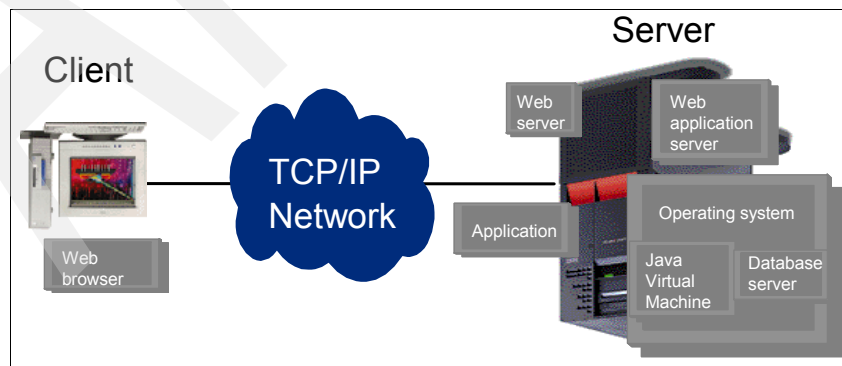 Client
Server
Web
server
Web
application
server
TCP/IP
Network
Application
Operating system
Web
browser
Java
Virtual
Machine
Database
server